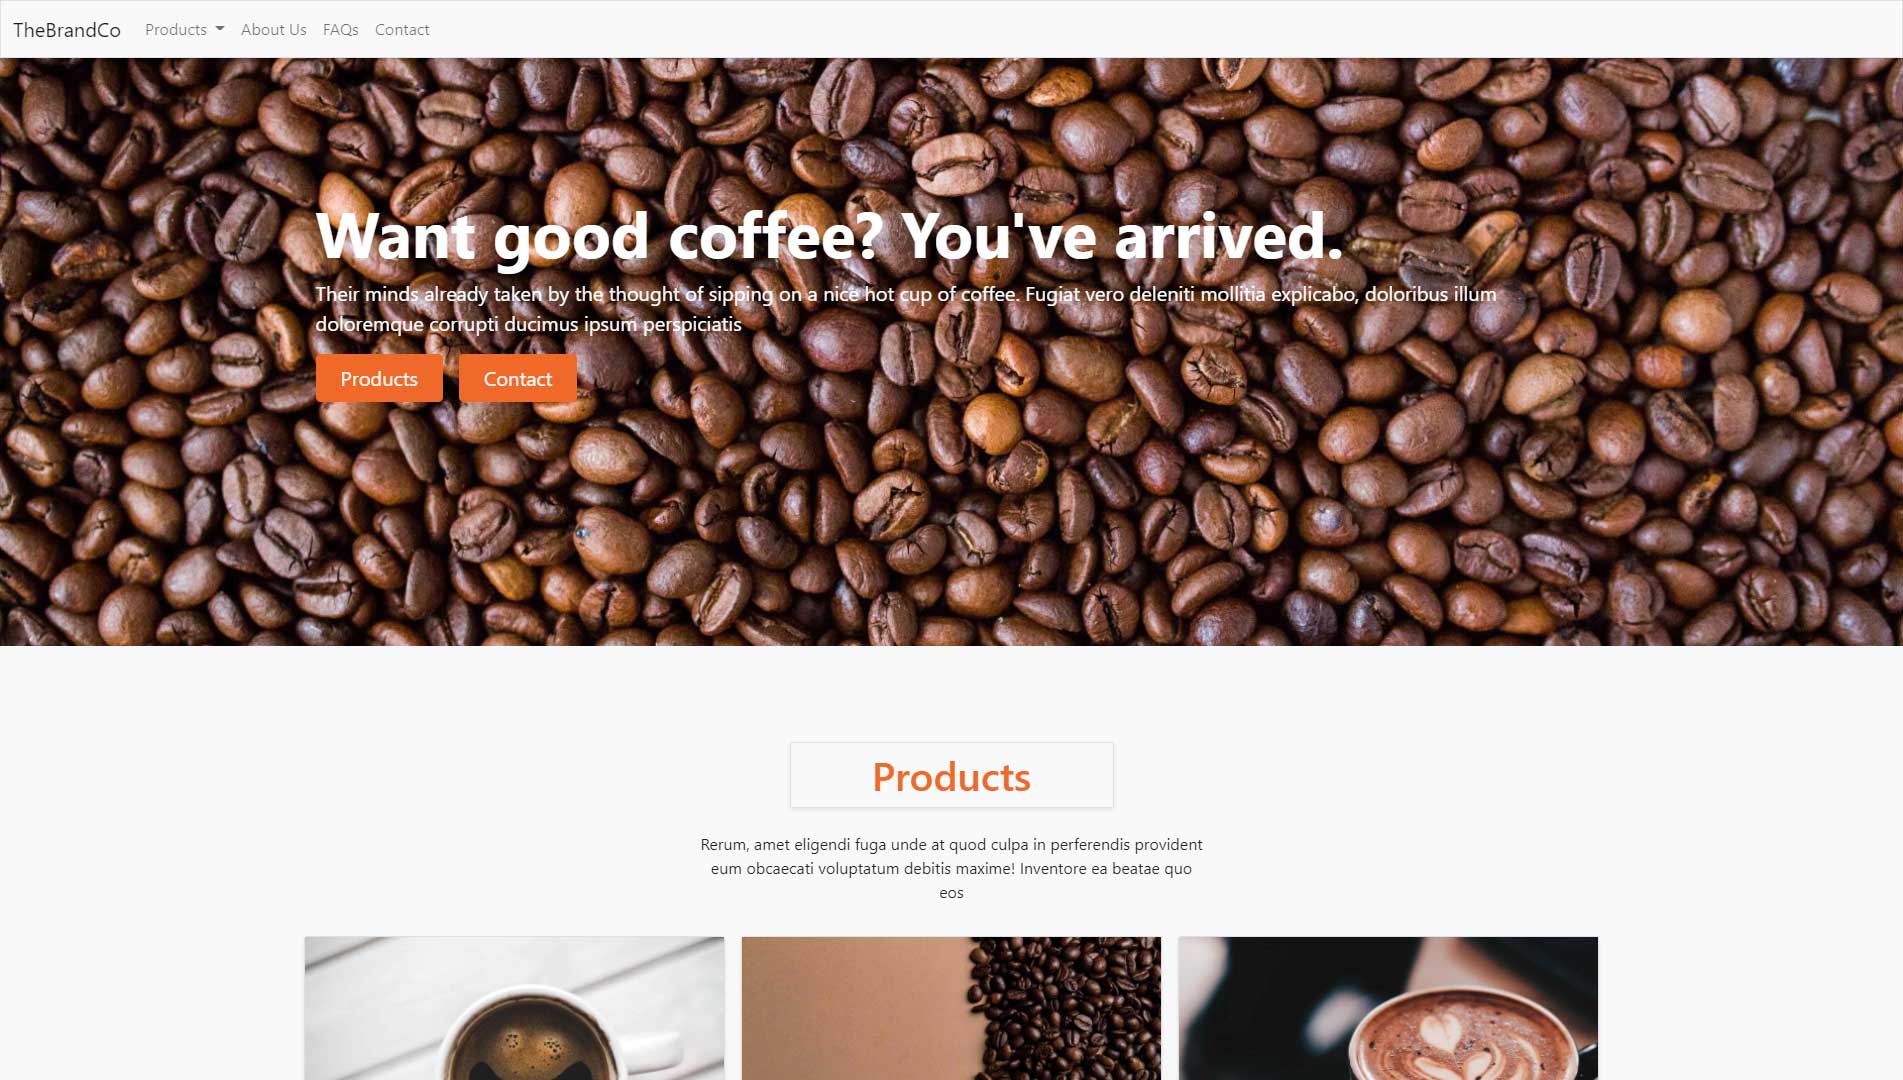 TheBrandCo Products About Us FAQs Contact
Want good coffee? You've arrived.
Their minds already taken by the thought of sipping on a nice hot cup of coffee. Fugiat vero deleniti mollitia explicabo, doloribus illum
doloremque corrupti ducimus ipsum perspiciatis
Products Contact
Products
Rerum, amet eligendi fuga unde at quod culpa in perferendis provident
eum obcaecati voluptatum debitis maxime! Inventore ea beatae quo
eos